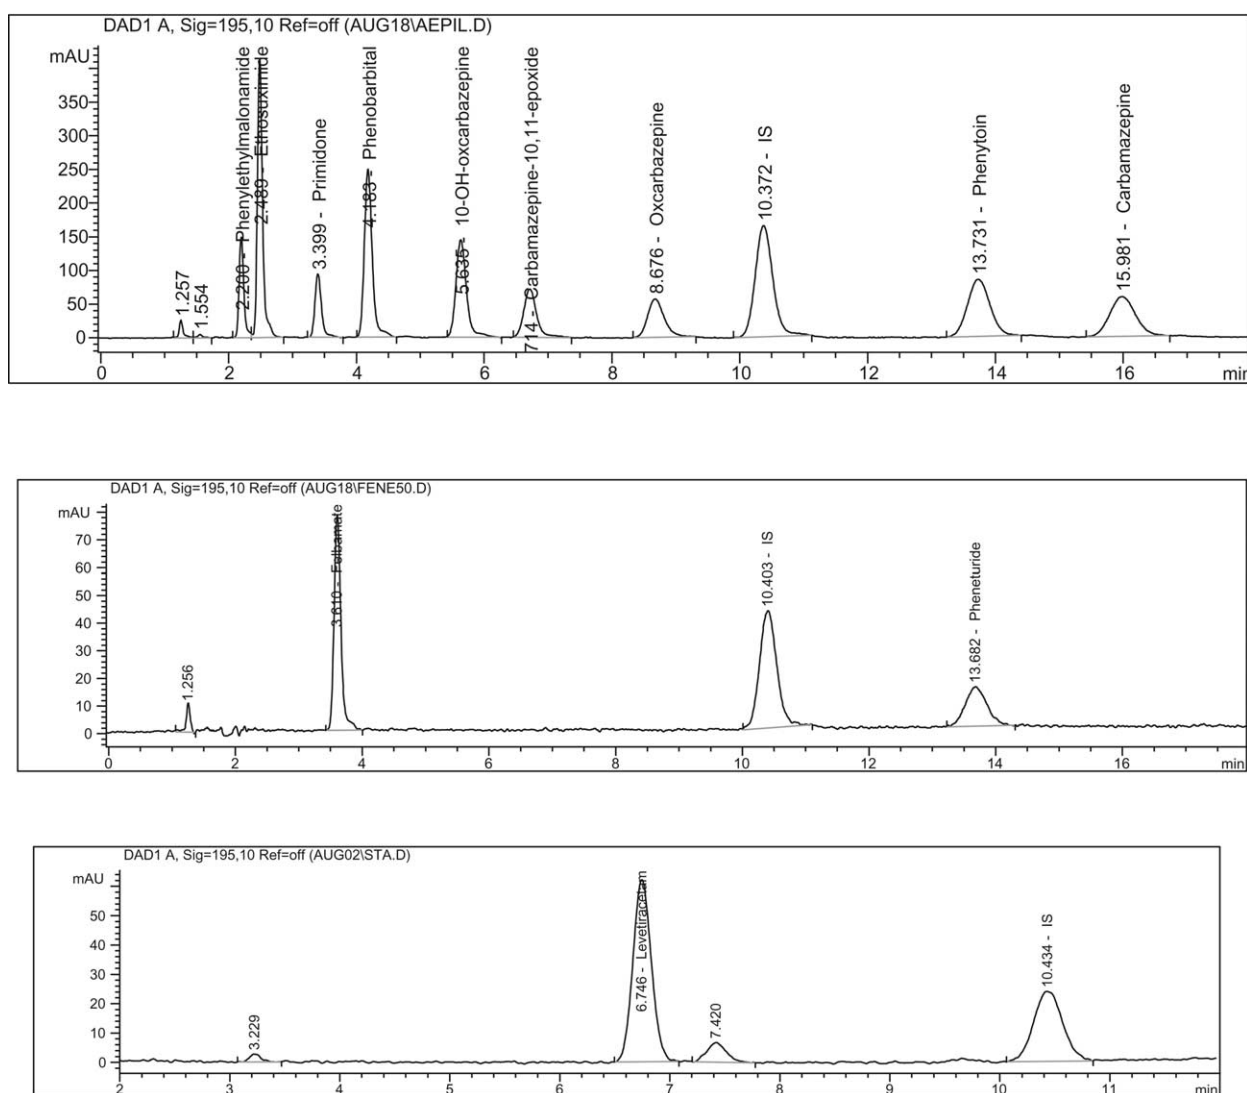 DAD1 A, Sig=195,10 Ref=off (AUG18\AEPIL.D)
mAU
350
300
250
200
150
100
50
0
1.257
1.554
2.200 - Phenylethylmalonamide
2.489 - Ethosuximide
3.399 - Primidone
4.183 - Phenobarbital
5.635 - 10-OH-oxcarbazepine
714 - Carbamazepine-10,11-epoxide
8.676 - Oxcarbazepine
10.372 - IS
13.731 - Phenytoin
15.981 - Carbamazepine
0 2 4 6 8 10 12 14 16 min
DAD1 A, Sig=195,10 Ref=off (AUG18\FENE50.D)
mAU
70
60
50
40
30
20
10
0
1.256
3.610 - Felbamate
10.403 - IS
13.682 - Pheneturide
0 2 4 6 8 10 12 14 16 min
DAD1 A, Sig=195,10 Ref=off (AUG02\STA.D)
mAU
50
40
30
20
10
0
3.229
6.746 - Levetiracetam
7.420
10.434 - IS
2 3 4 5 6 7 8 9 10 11 min